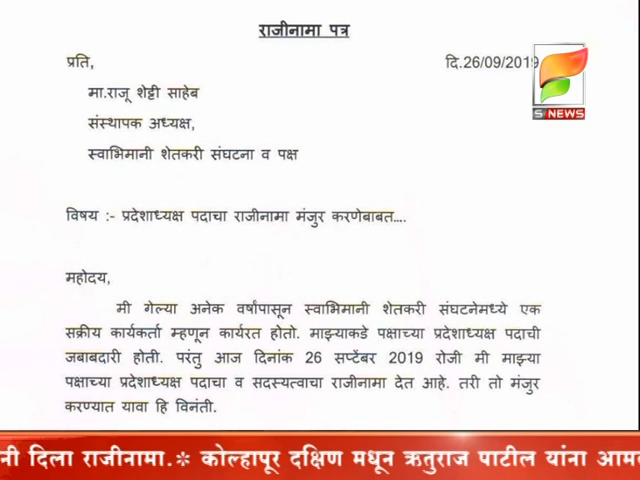 राजीनामा पत्र
प्रति,
दि.26/09/2019
मा.राजू शेट्टी साहेब
संस्थापक अध्यक्ष,
S NEWS
स्वाभिमानी शेतकरी संघटना व पक्ष
विषय :- प्रदेशाध्यक्ष पदाचा राजीनामा मंजुर करणेबाबत....
महोदय,
मी गेल्या अनेक वर्षांपासून स्वाभिमानी शेतकरी संघटनेमध्ये एक
सक्रीय कार्यकर्ता म्हणून कार्यरत होतो. माझ्याकडे पक्षाच्या प्रदेशाध्यक्ष पदाची
जबाबदारी होती. परंतु आज दिनांक 26 सप्टेंबर 2019 रोजी मी माझ्या
पक्षाच्या प्रदेशाध्यक्ष पदाचा व सदस्यत्वाचा राजीनामा देत आहे. तरी तो मंजुर
करण्यात यावा हि विनंती.
नी दिला राजीनामा.* कोल्हापूर दक्षिण मधून ऋतुराज पाटील यांना